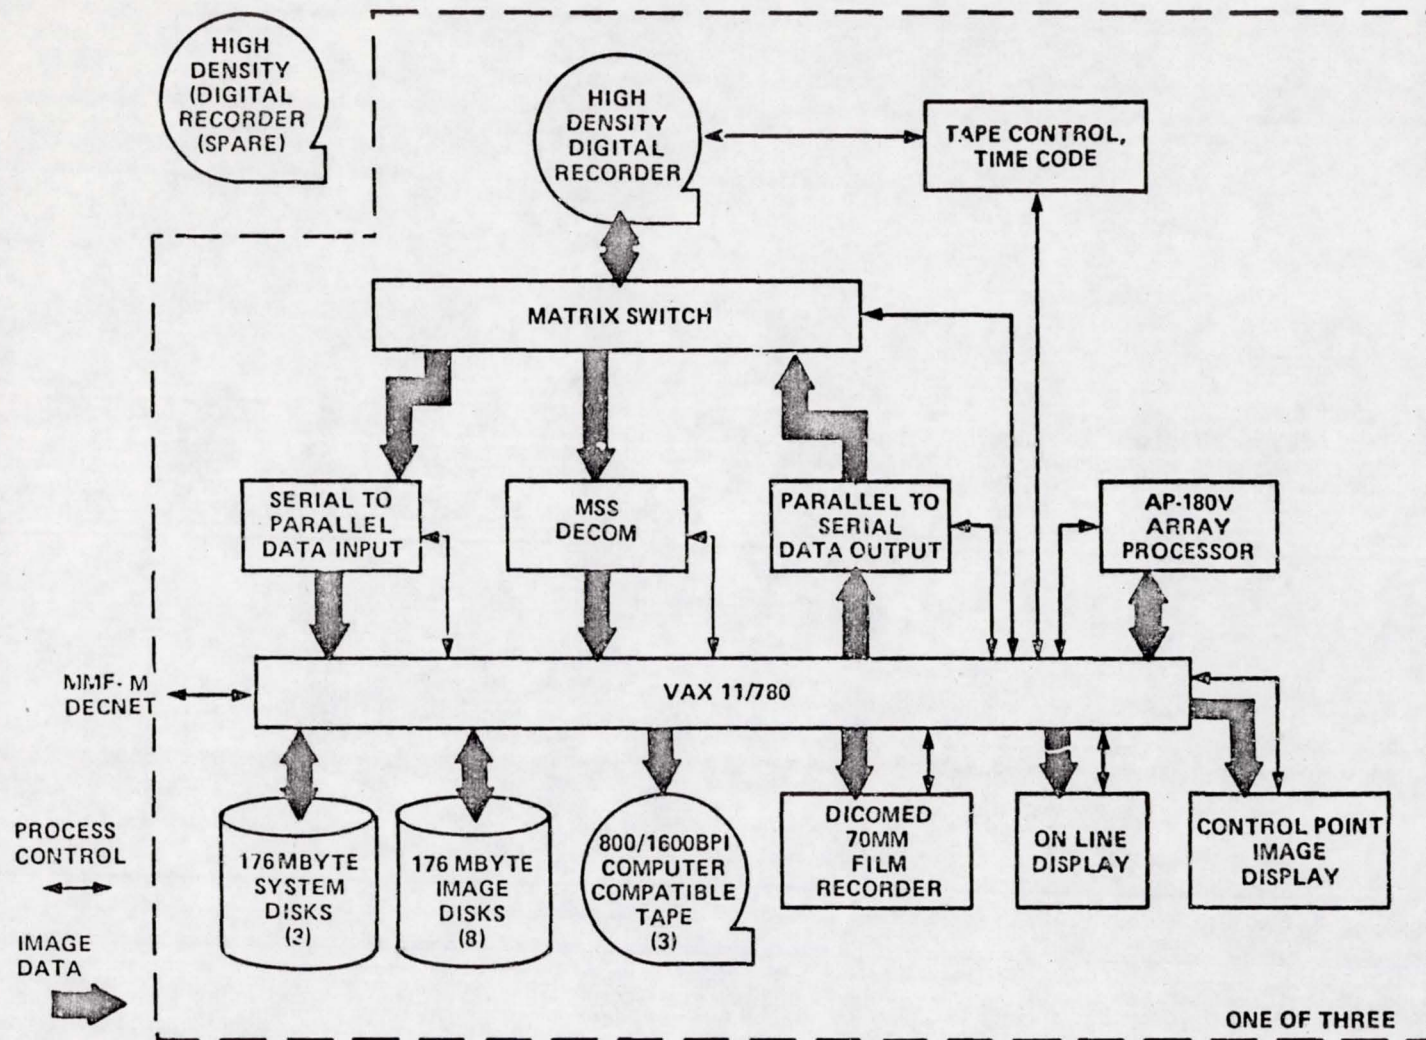 HIGH
DENSITY
(DIGITAL
RECORDER
(SPARE)
HIGH
DENSITY
DIGITAL
RECORDER
TAPE CONTROL,
TIME CODE
MATRIX SWITCH
SERIAL TO
PARALLEL
DATA INPUT
MSS
DECOM
PARALLEL TO
SERIAL
DATA OUTPUT
AP-180V
ARRAY
PROCESSOR
MMF-M
DECNET
VAX 11/780
PROCESS
CONTROL
IMAGE
DATA
176 MBYTE
SYSTEM
DISKS
176 MBYTE
IMAGE
DISKS
(8)
800/1600BPI
COMPUTER
COMPATIBLE
TAPE
(3)
DICOMED
70MM
FILM
RECORDER
ON LINE
DISPLAY
CONTROL POINT
IMAGE
DISPLAY
ONE OF THREE